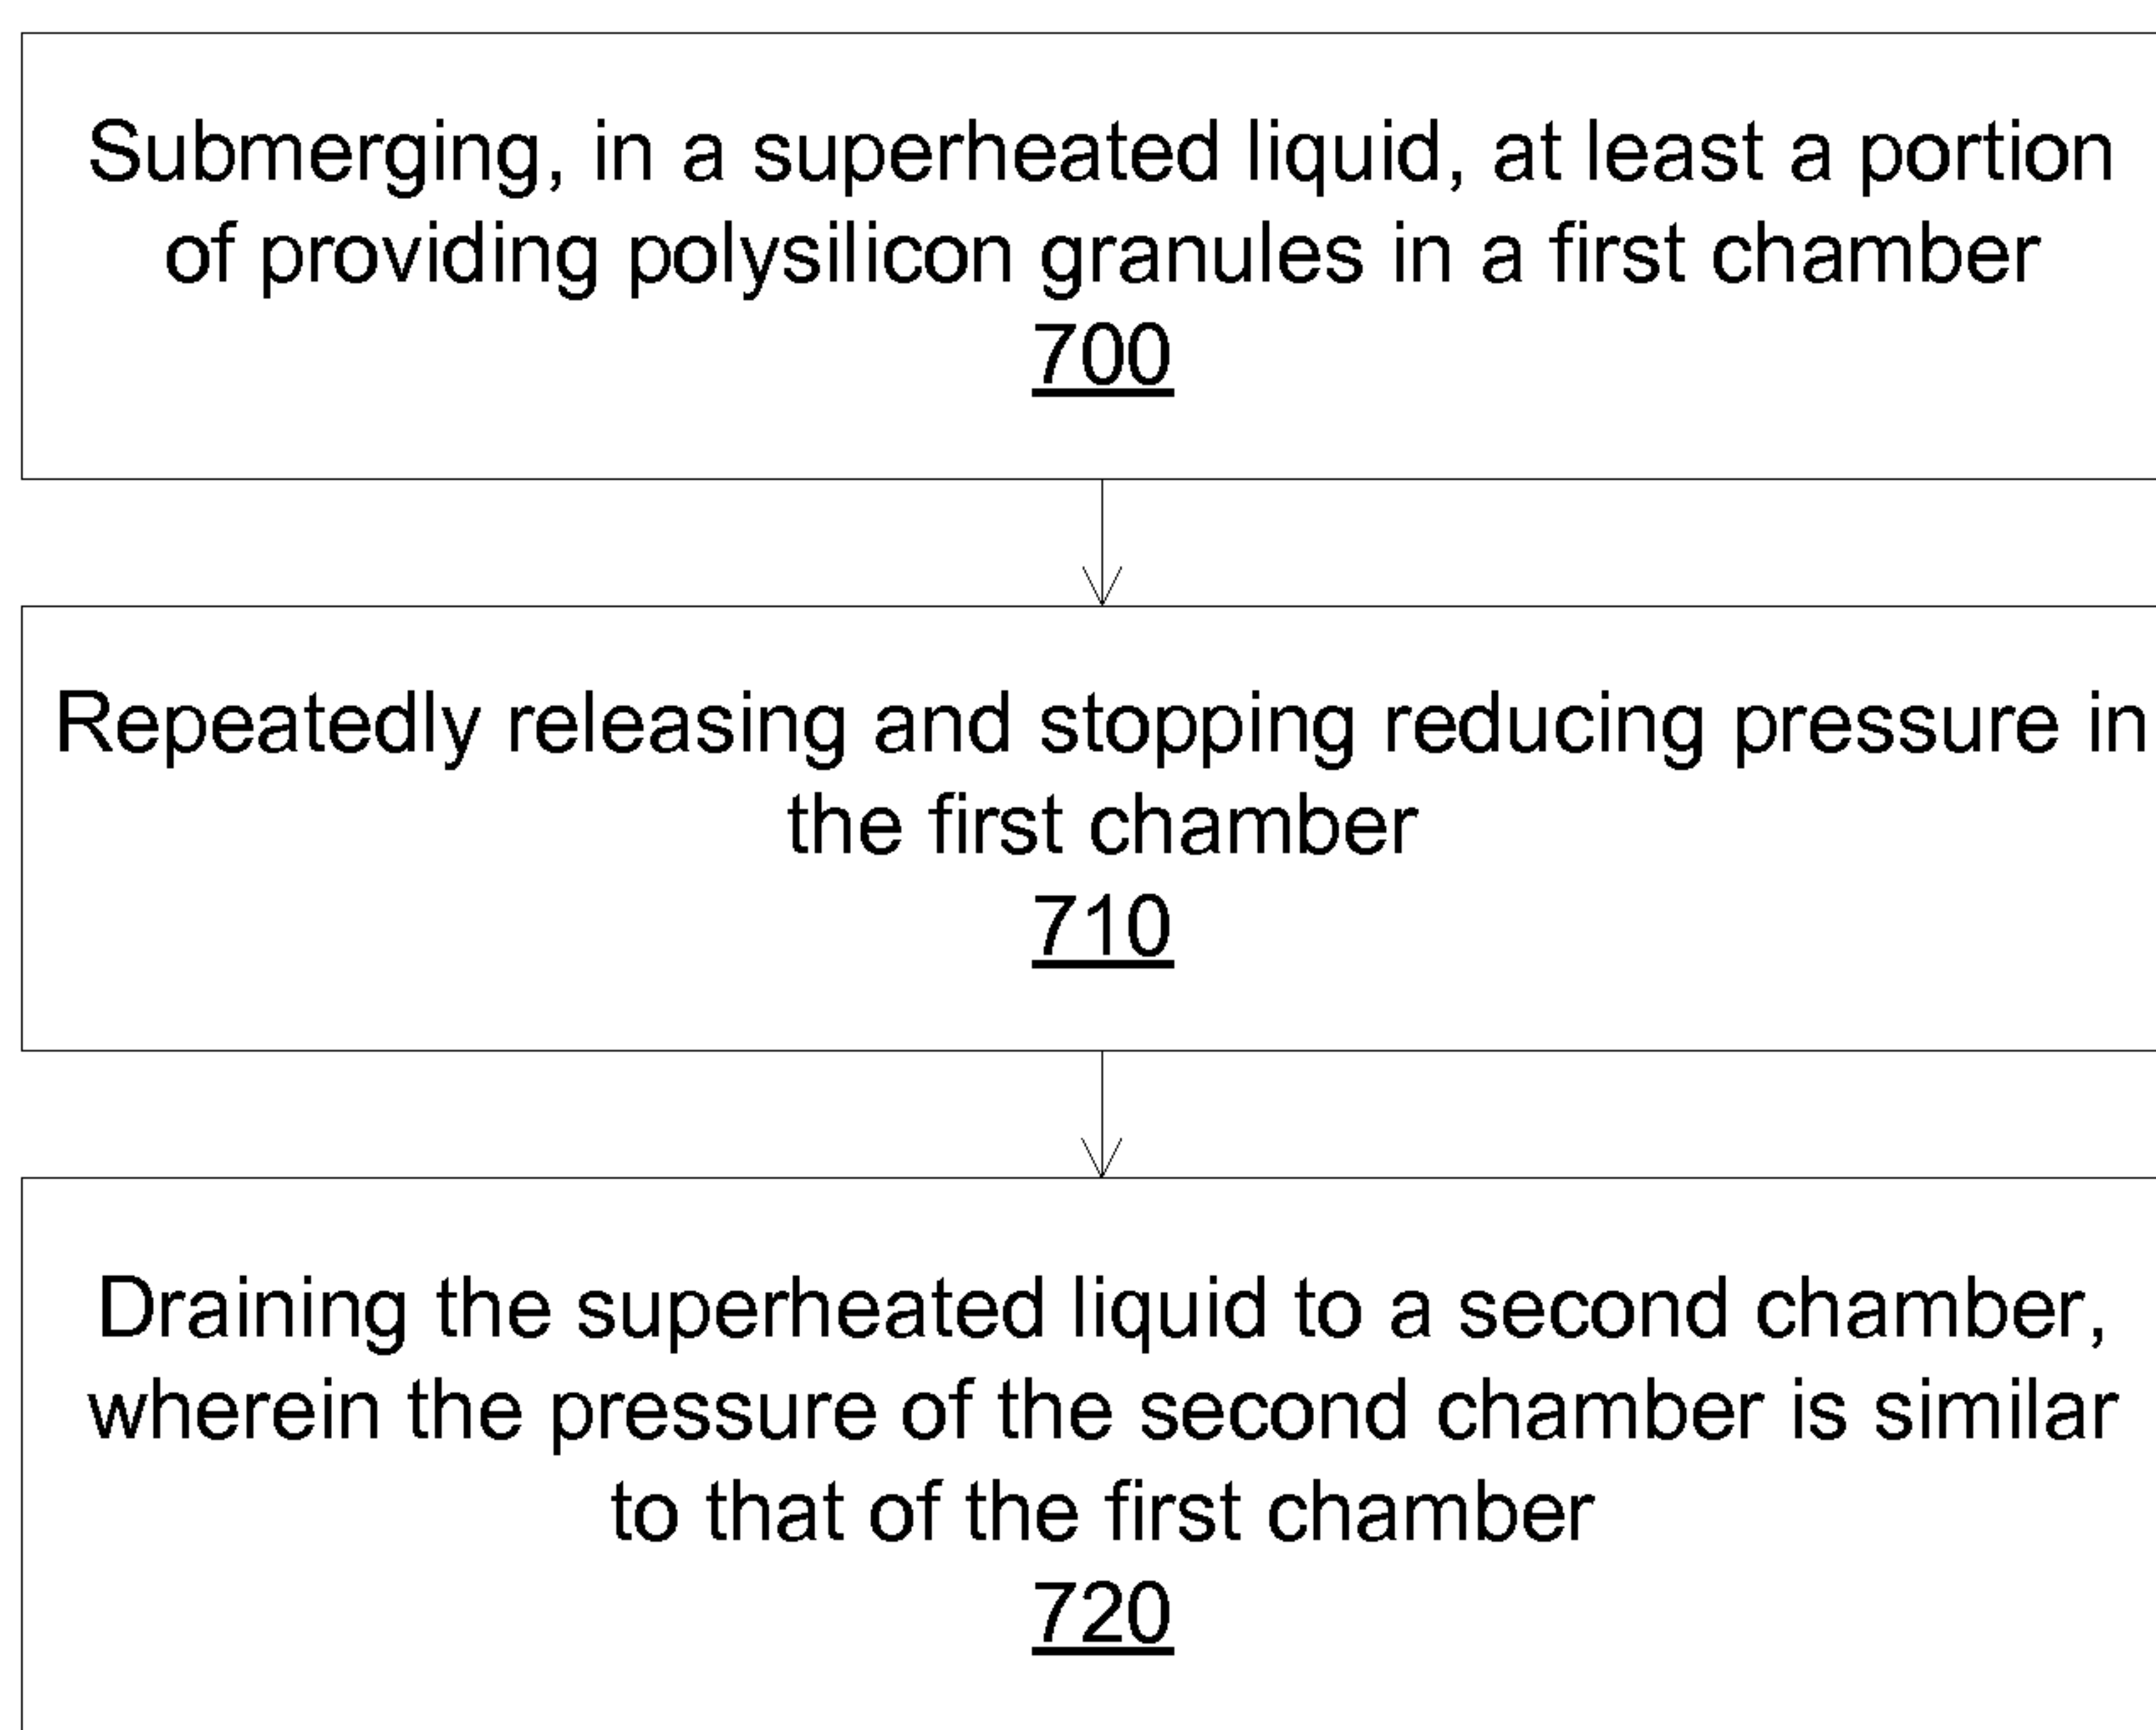 Submerging, in a superheated liquid, at least a portion
of providing polysilicon granules in a first chamber
700
Repeatedly releasing and stopping reducing pressure in
the first chamber
710
Draining the superheated liquid to a second chamber,
wherein the pressure of the second chamber is similar
to that of the first chamber
720